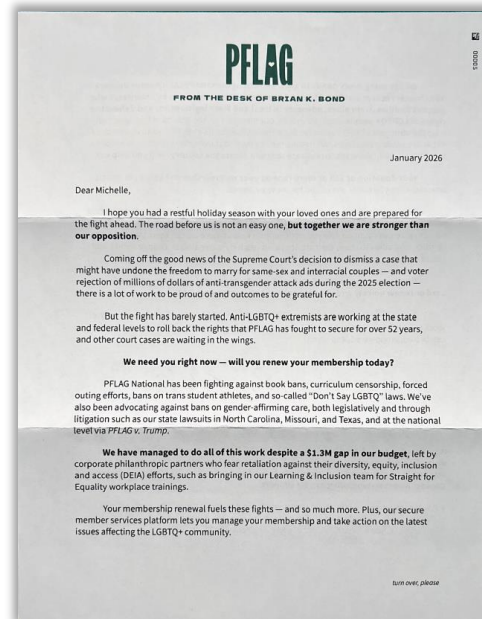 PFLAG
FROM THE DESK OF BRIAN K. BOND
00001
January 2026
Dear Michelle,
I hope you had a restful holiday season with your loved ones and are prepared for
the fight ahead. The road before us is not an easy one, but together we are stronger than
our opposition.
Coming off the good news of the Supreme Court's decision to dismiss a case that
might have undone the freedom to marry for same-sex and interracial couples — and voter
rejection of millions of dollars of anti-transgender attack ads during the 2025 election —
there is a lot of work to be proud of and outcomes to be grateful for.
But the fight has barely started. Anti-LGBTQ+ extremists are working at the state
and federal levels to roll back the rights that PFLAG has fought to secure for over 52 years,
and other court cases are waiting in the wings.
We need you right now — will you renew your membership today?
PFLAG National has been fighting against book bans, curriculum censorship, forced
outing efforts, bans on trans student athletes, and so-called "Don't Say LGBTQ" laws. We've
also been advocating against bans on gender-affirming care, both legislatively and through
litigation such as our state lawsuits in North Carolina, Missouri, and Texas, and at the national
level via PFLAG v. Trump.
We have managed to do all of this work despite a $1.3M gap in our budget, left by
corporate philanthropic partners who fear retaliation against their diversity, equity, inclusion
and access (DEIA) efforts, such as bringing in our Learning & Inclusion team for Straight for
Equality workplace trainings.
Your membership renewal fuels these fights — and so much more. Plus, our secure
member services platform lets you manage your membership and take action on the latest
issues affecting the LGBTQ+ community.
turn over, please